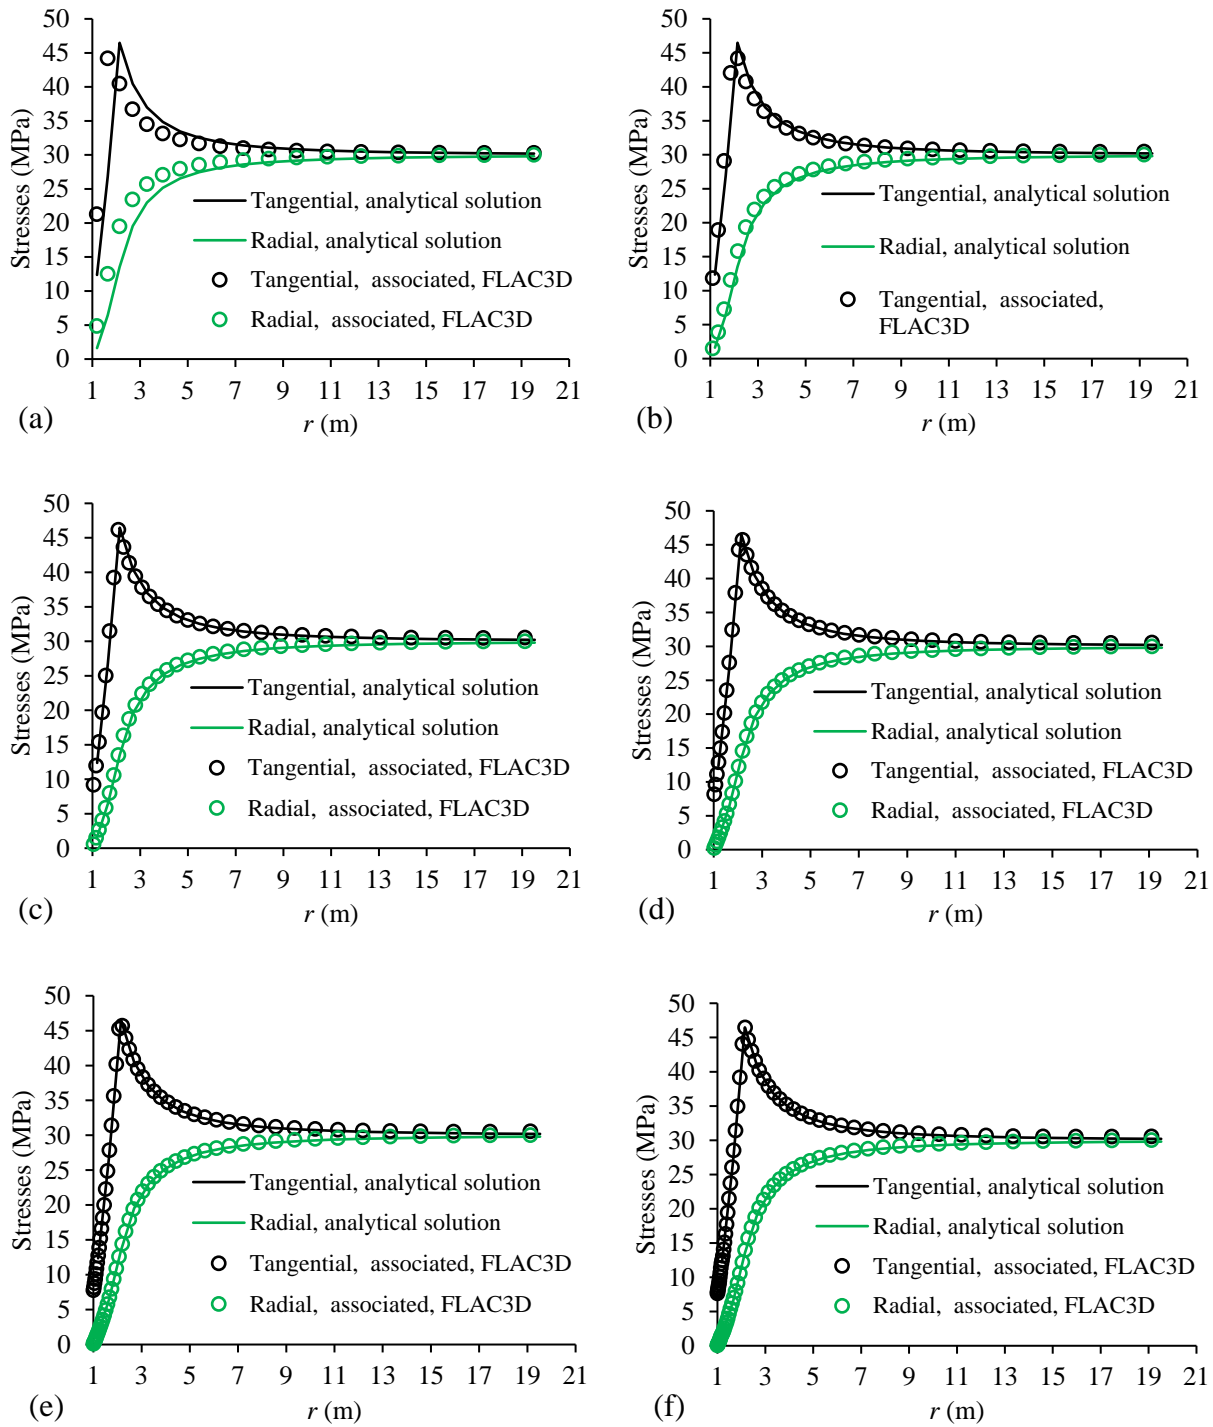 50
45
40
35
30
25
20
15
10
5
0
Stresses (MPa)
Tangential, analytical solution
Radial, analytical solution
Tangential, associated, FLAC3D
Radial, associated, FLAC3D
1 3 5 7 9 11 13 15 17 19 21
(a)
r (m)
50
45
40
35
30
25
20
15
10
5
0
Stresses (MPa)
Tangential, analytical solution
Radial, analytical solution
Tangential, associated,
FLAC3D
1 3 5 7 9 11 13 15 17 19 21
(b)
r (m)
50
45
40
35
30
25
20
15
10
5
0
Stresses (MPa)
Tangential, analytical solution
Radial, analytical solution
Tangential, associated, FLAC3D
Radial, associated, FLAC3D
1 3 5 7 9 11 13 15 17 19 21
(c)
r (m)
50
45
40
35
30
25
20
15
10
5
0
Stresses (MPa)
Tangential, analytical solution
Radial, analytical solution
Tangential, associated, FLAC3D
Radial, associated, FLAC3D
1 3 5 7 9 11 13 15 17 19 21
(d)
r (m)
50
45
40
35
30
25
20
15
10
5
0
Stresses (MPa)
Tangential, analytical solution
Radial, analytical solution
Tangential, associated, FLAC3D
Radial, associated, FLAC3D
1 3 5 7 9 11 13 15 17 19 21
(e)
r (m)
50
45
40
35
30
25
20
15
10
5
0
Stresses (MPa)
Tangential, analytical solution
Radial, analytical solution
Tangential, associated, FLAC3D
Radial, associated, FLAC3D
1 3 5 7 9 11 13 15 17 19 21
(f)
r (m)